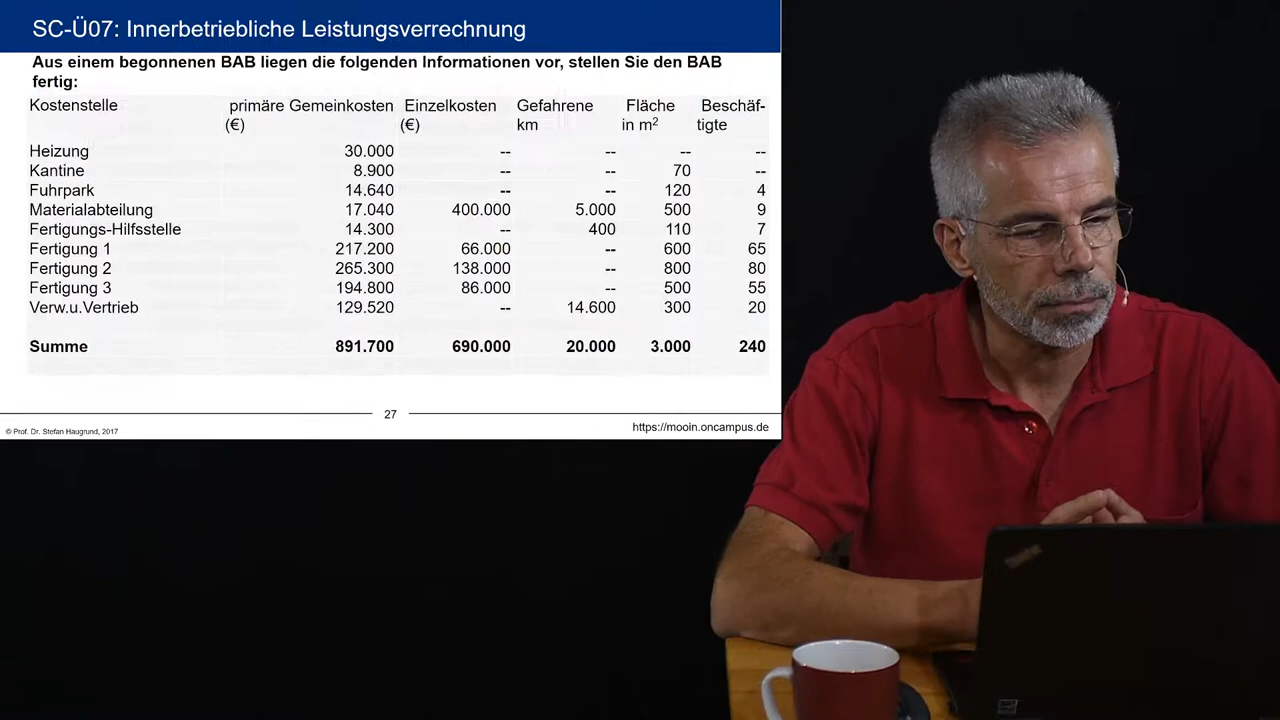 SC-Ü07: Innerbetriebliche Leistungsverrechnung
Aus einem begonnenen BAB liegen die folgenden Informationen vor, stellen Sie den BAB
fertig:
Kostenstelle primäre Gemeinkosten Einzelkosten Gefahrene Fläche Beschäf-
(€) (€) km in m² tigte
Heizung 30.000 -- -- -- --
Kantine 8.900 -- -- 70 --
Fuhrpark 14.640 -- -- 120 4
Materialabteilung 17.040 400.000 5.000 500 9
Fertigungs-Hilfsstelle 14.300 -- 400 110 7
Fertigung 1 217.200 66.000 -- 600 65
Fertigung 2 265.300 138.000 -- 800 80
Fertigung 3 194.800 86.000 -- 500 55
Verw.u.Vertrieb 129.520 -- 14.600 300 20
Summe 891.700 690.000 20.000 3.000 240
27
© Prof. Dr. Stefan Haugrund, 2017
https://mooin.oncampus.de